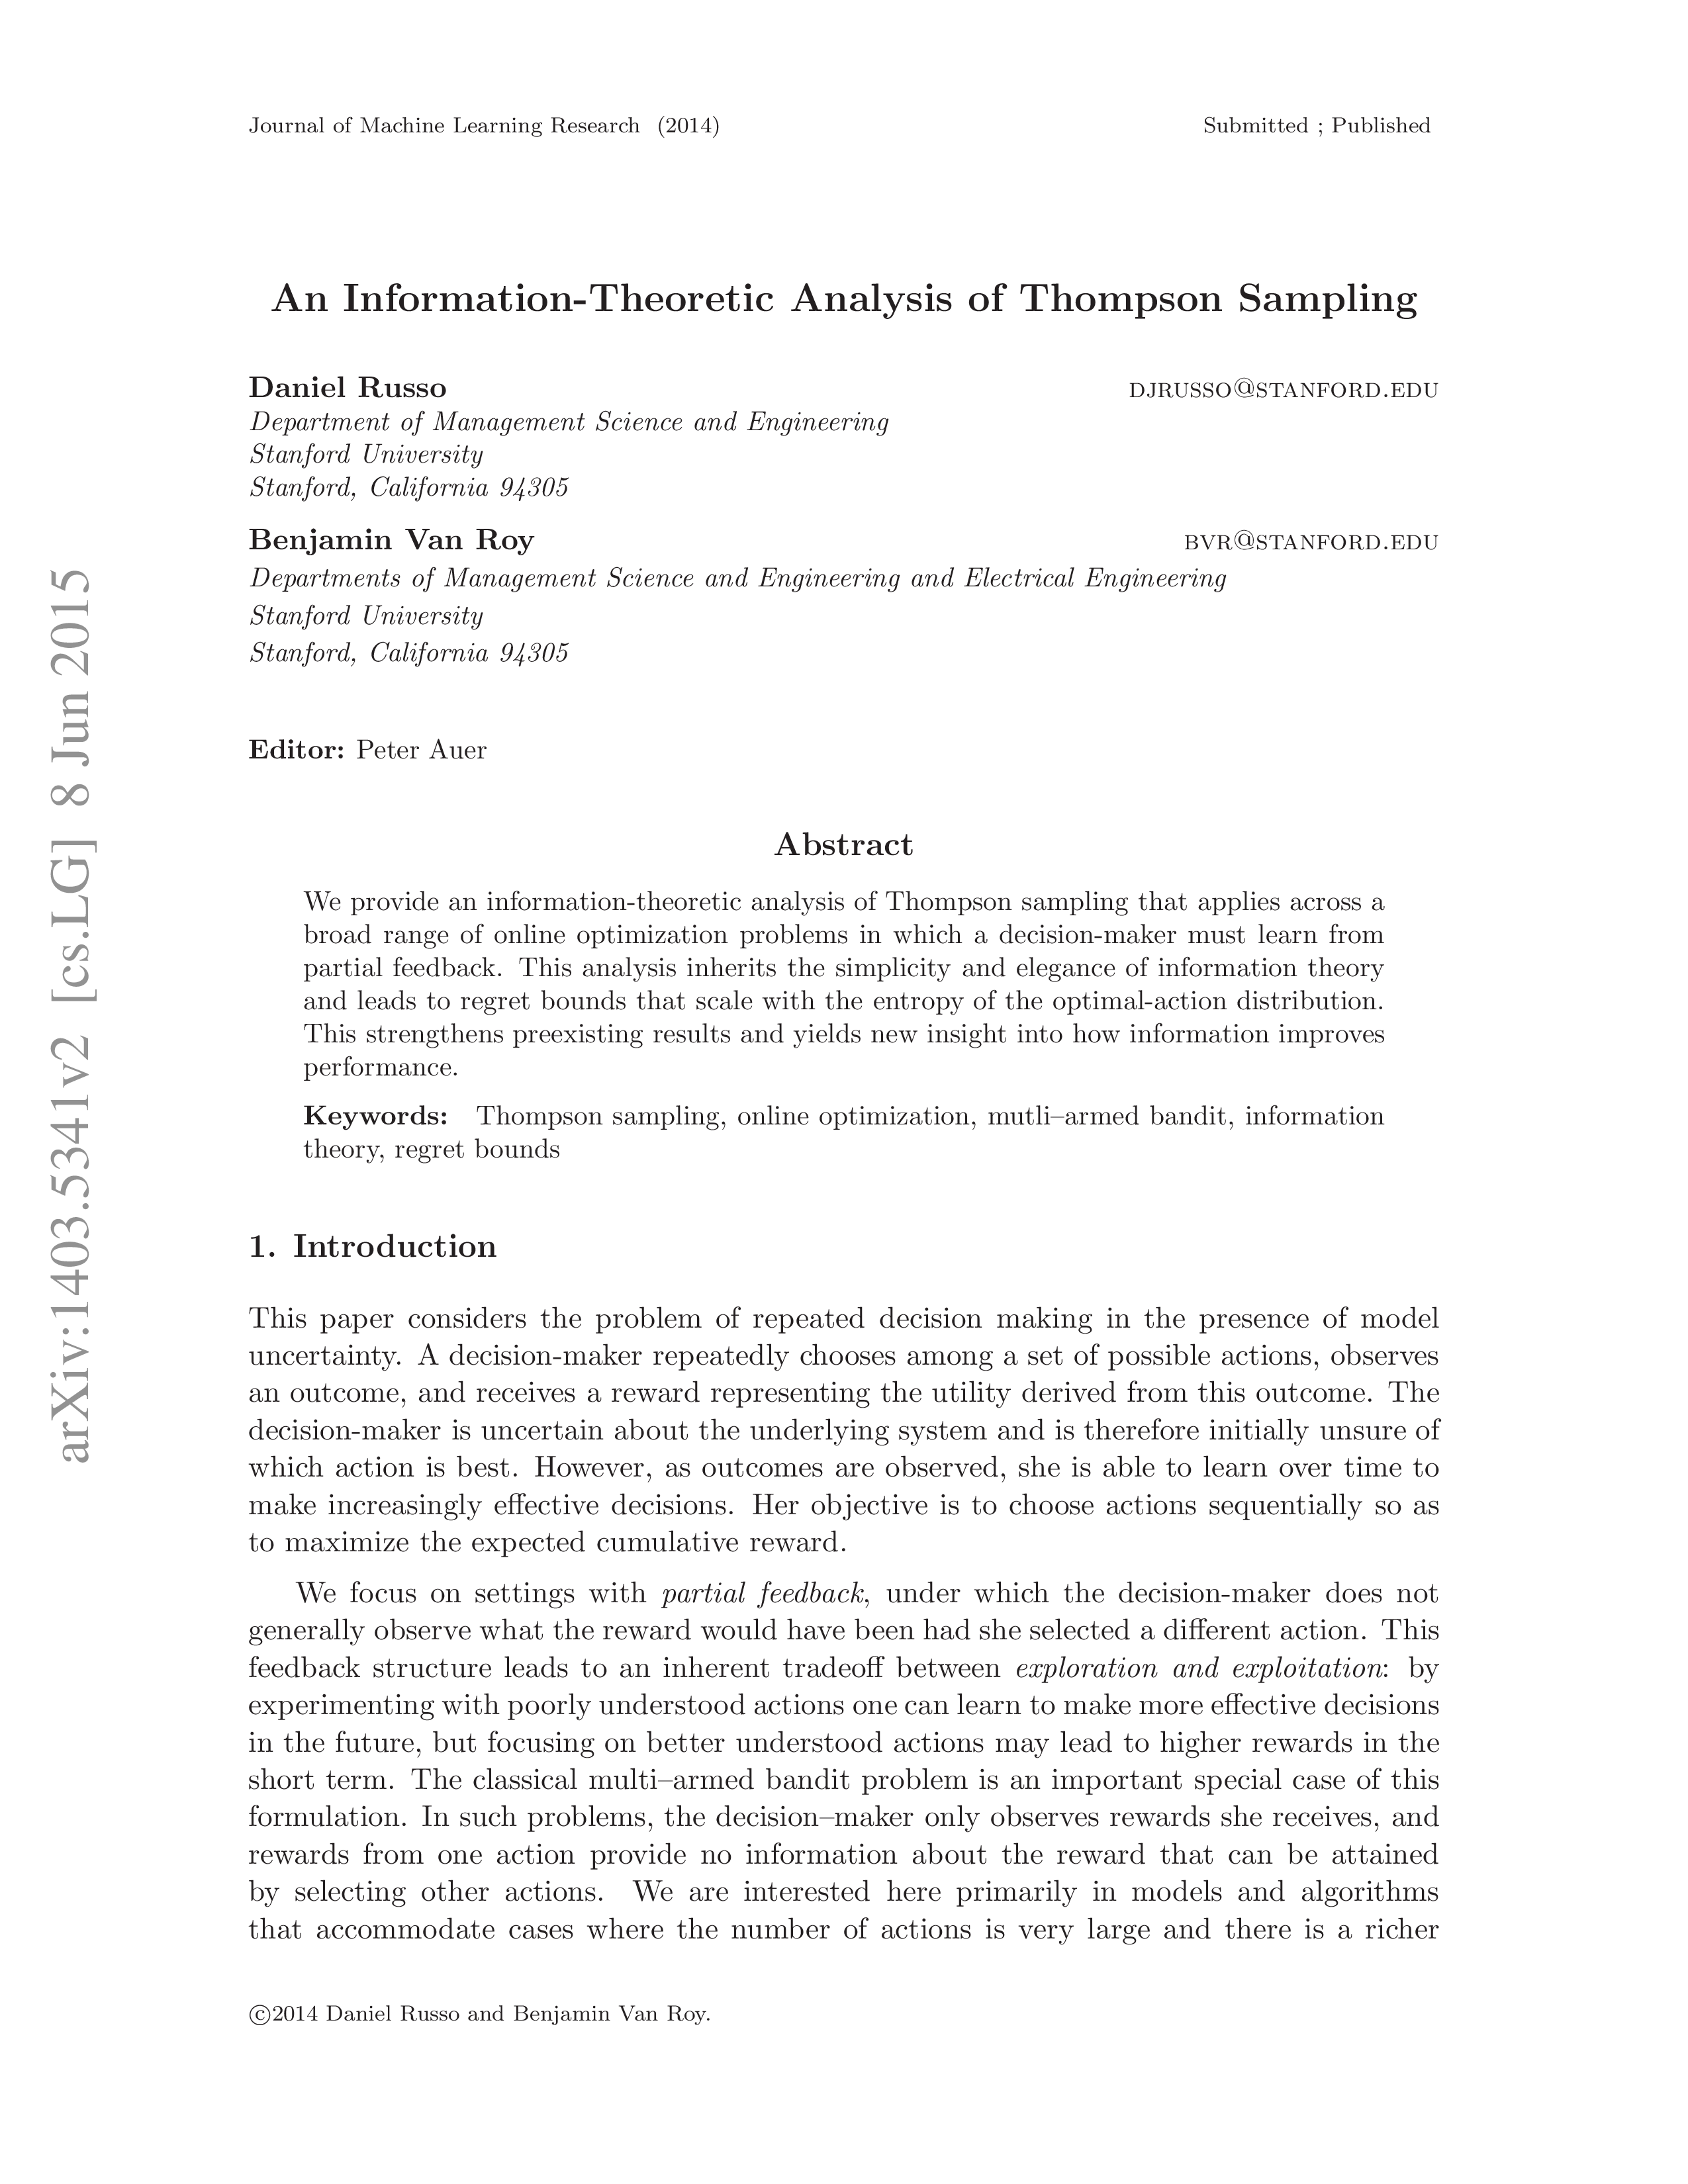 Journal of Machine Learning Research (2014) Submitted ; Published
An Information-Theoretic Analysis of Thompson Sampling
Daniel Russo DJRUSSO@STANFORD.EDU
Department of Management Science and Engineering
Stanford University
Stanford, California 94305
Benjamin Van Roy BVR@STANFORD.EDU
Departments of Management Science and Engineering and Electrical Engineering
Stanford University
Stanford, California 94305
Editor: Peter Auer
Abstract
We provide an information-theoretic analysis of Thompson sampling that applies across a
broad range of online optimization problems in which a decision-maker must learn from
partial feedback. This analysis inherits the simplicity and elegance of information theory
and leads to regret bounds that scale with the entropy of the optimal-action distribution.
This strengthens preexisting results and yields new insight into how information improves
performance.
Keywords: Thompson sampling, online optimization, mutli–armed bandit, information
theory, regret bounds
1. Introduction
This paper considers the problem of repeated decision making in the presence of model
uncertainty. A decision-maker repeatedly chooses among a set of possible actions, observes
an outcome, and receives a reward representing the utility derived from this outcome. The
decision-maker is uncertain about the underlying system and is therefore initially unsure of
which action is best. However, as outcomes are observed, she is able to learn over time to
make increasingly effective decisions. Her objective is to choose actions sequentially so as
to maximize the expected cumulative reward.
We focus on settings with partial feedback, under which the decision-maker does not
generally observe what the reward would have been had she selected a different action. This
feedback structure leads to an inherent tradeoff between exploration and exploitation: by
experimenting with poorly understood actions one can learn to make more effective decisions
in the future, but focusing on better understood actions may lead to higher rewards in the
short term. The classical multi–armed bandit problem is an important special case of this
formulation. In such problems, the decision–maker only observes rewards she receives, and
rewards from one action provide no information about the reward that can be attained
by selecting other actions. We are interested here primarily in models and algorithms
that accommodate cases where the number of actions is very large and there is a richer
©2014 Daniel Russo and Benjamin Van Roy.
arXiv:1403.5341v2 [cs.LG] 8 Jun 2015